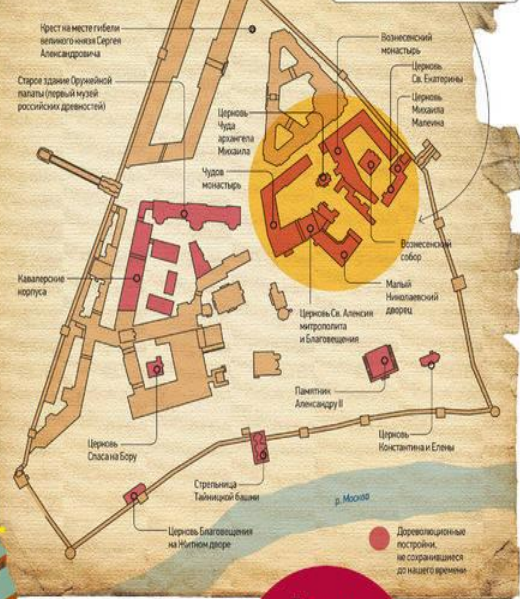 Крест на месте гибели
великого князя Сергея
Александровича
Вознесенский
монастырь
Церковь
Св. Екатерины
Старое здание Оружейной
палаты (первый музей
российских древностей)
Церковь
Михаила
Малеина
Церковь
Чуда
архангела
Михаила
Чудов
монастырь
Вознесенский
собор
Кавалерские
корпуса
Малый
Николаевский
дворец
Церковь Св. Алексия
митрополита
и Благовещения
Памятник
Александру II
Церковь
Спаса на Бору
Церковь
Константина и Елены
Стрельница
Тайницкой башни
р. Москва
Церковь Благовещения
на Житном дворе
Дореволюционные
постройки,
не сохранившиеся
до нашего времени